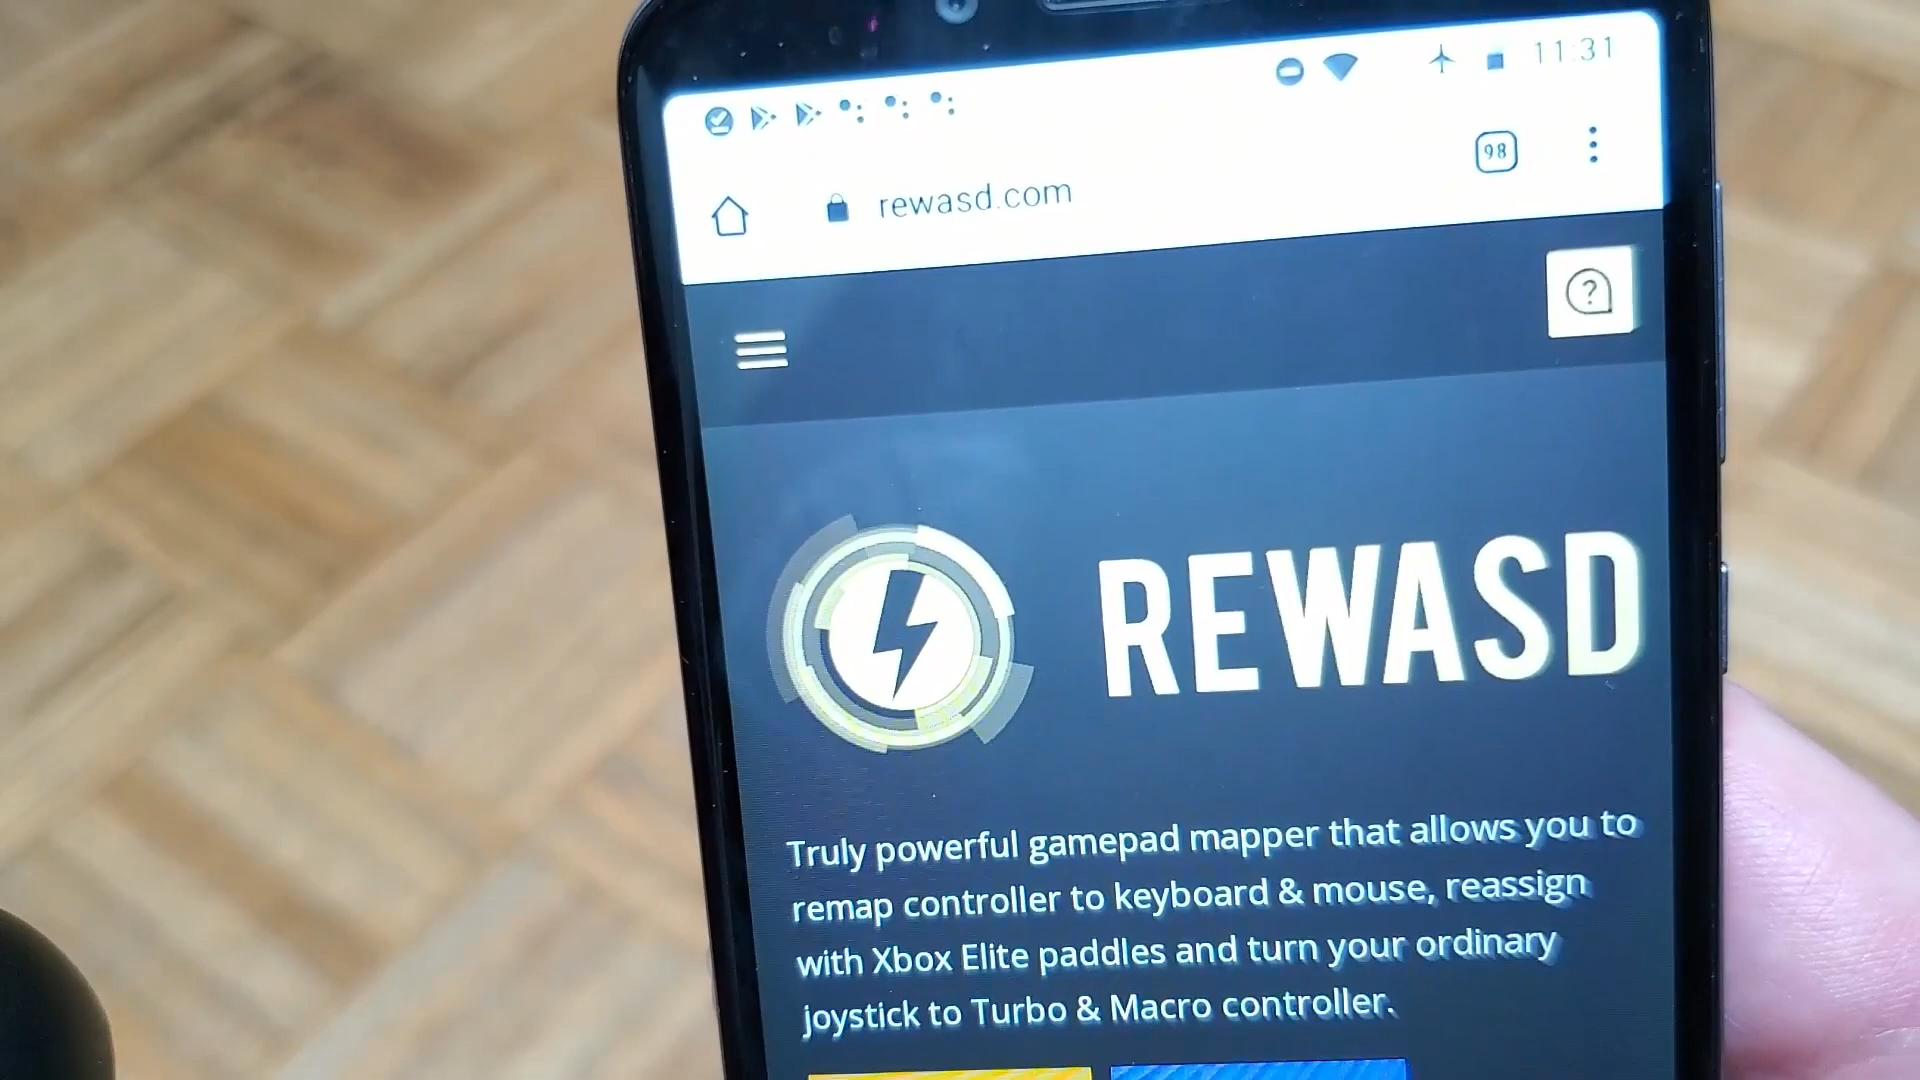 11:31
98
rewasd.com
?
REWASD
Truly powerful gamepad mapper that allows you to
remap controller to keyboard & mouse, reassign
with Xbox Elite paddles and turn your ordinary
joystick to Turbo & Macro controller.